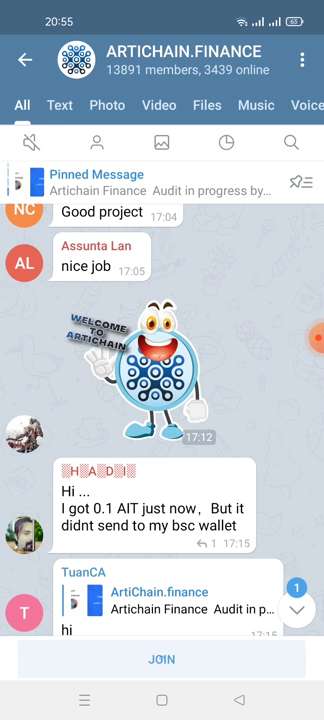 20:55
63
ARTICHAIN.FINANCE
13891 members, 3439 online
All Text Photo Video Files Music Voice
Pinned Message
Artichain Finance Audit in progress by...
NC
Good project 17:04
Assunta Lan
AL
nice job 17:05
WELCOME
TO
ARTICHAIN
17:12
H A D I
Hi ...
I got 0.1 AIT just now, But it
didnt send to my bsc wallet
1 17:15
TuanCA
ArtiChain.finance
Artichain Finance Audit in p...
T
1
hi
17:15
JOIN